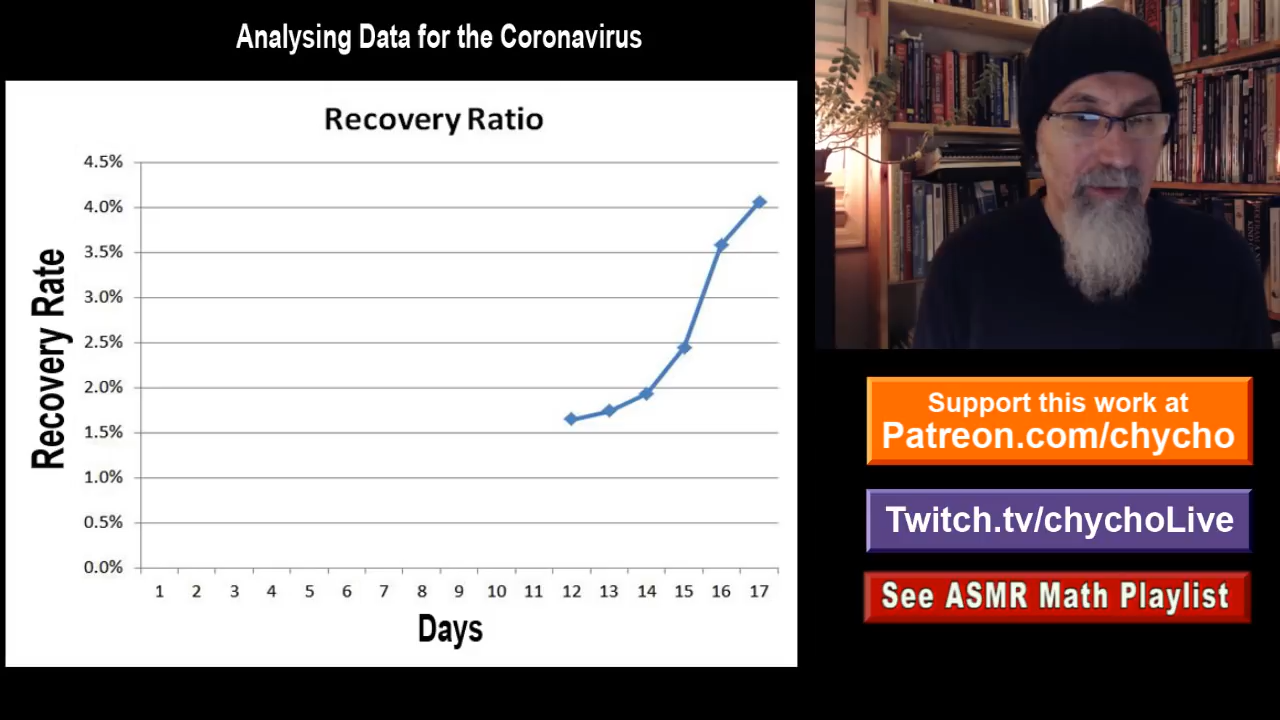 Analysing Data for the Coronavirus
Recovery Ratio
4.5%
4.0%
3.5%
3.0%
2.5%
2.0%
1.5%
1.0%
0.5%
0.0%
Recovery Rate
1 2 3 4 5 6 7 8 9 10 11 12 13 14 15 16 17
Days
Support this work at
Patreon.com/chycho
Twitch.tv/chychoLive
See ASMR Math Playlist